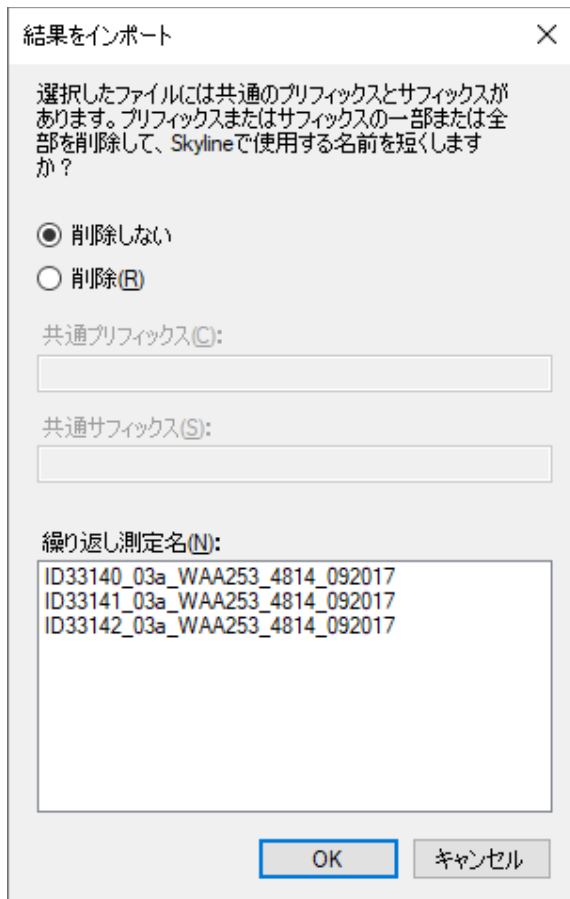 結果をインポート
選択したファイルには共通のプリフィックスとサフィックスが
あります。プリフィックスまたはサフィックスの一部または全
部を削除して、Skylineで使用する名前を短くします
か？
削除しない
削除(R)
共通プリフィックス(C):
共通サフィックス(S):
繰り返し測定名(N):
ID33140_03a_WAA253_4814_092017
ID33141_03a_WAA253_4814_092017
ID33142_03a_WAA253_4814_092017
OK
キャンセル